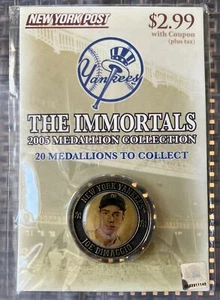 NEW YORK POST
$2.99
with Coupon
(plus tax)
Yankees
THE IMMORTALS
2005 MEDALLION COLLECTION
20 MEDALLIONS TO COLLECT
NEW YORK YANKEES
JOE DIMAGGIO